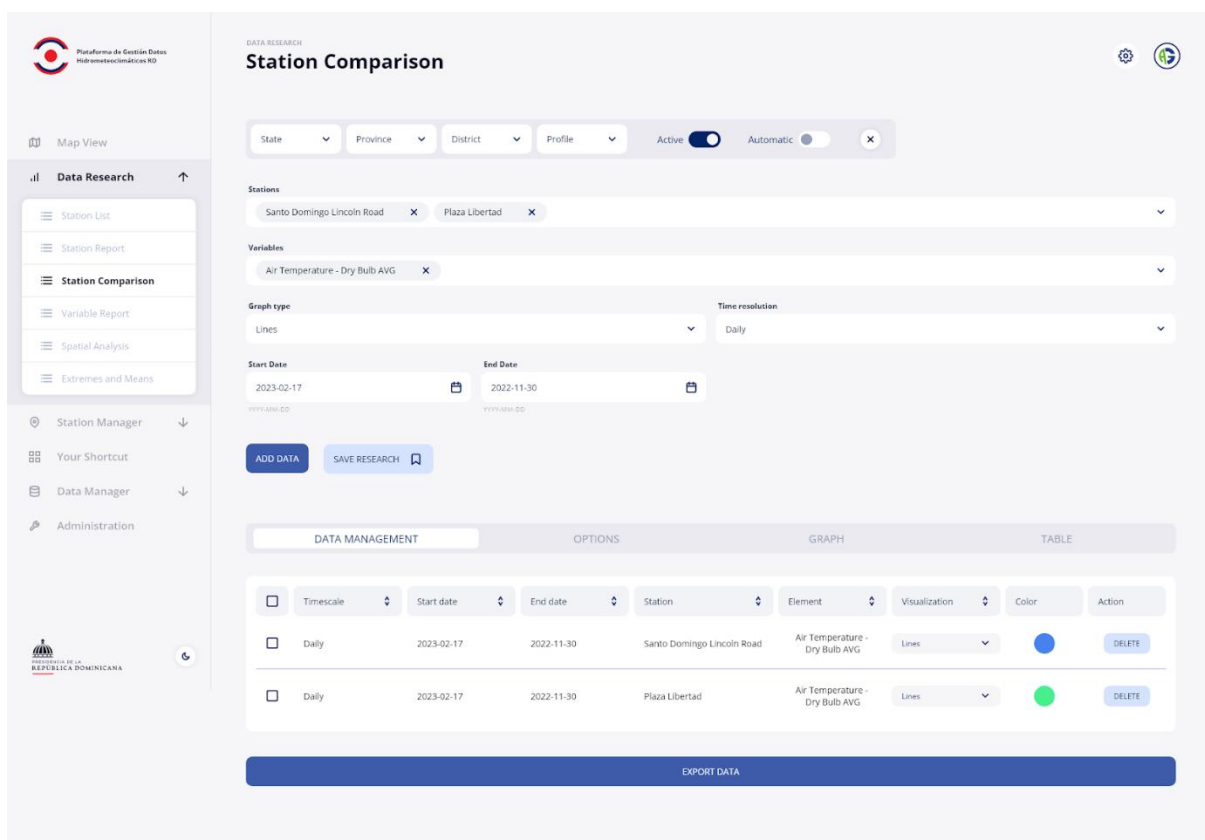 Plataforma de Gestión Datos
Hidrometeoclimáticos RD
DATA RESEARCH
Station Comparison
Map View
Data Research
Station List
Station Report
Station Comparison
Variable Report
Spatial Analysis
Extremes and Means
Station Manager
Your Shortcut
Data Manager
Administration
PRESIDENCIA DE LA
REPÚBLICA DOMINICANA
State Province District Profile Active Automatic
Stations
Santo Domingo Lincoln Road Plaza Libertad
Variables
Air Temperature - Dry Bulb AVG
Graph type Time resolution
Lines Daily
Start Date End Date
2023-02-17 2022-11-30
YYYY-MM-DD YYYY-MM-DD
ADD DATA SAVE RESEARCH
DATA MANAGEMENT OPTIONS GRAPH TABLE
Timescale Start date End date Station Element Visualization Color Action
Daily 2023-02-17 2022-11-30 Santo Domingo Lincoln Road Air Temperature - Lines DELETE
Dry Bulb AVG
Daily 2023-02-17 2022-11-30 Plaza Libertad Air Temperature - Lines DELETE
Dry Bulb AVG
EXPORT DATA